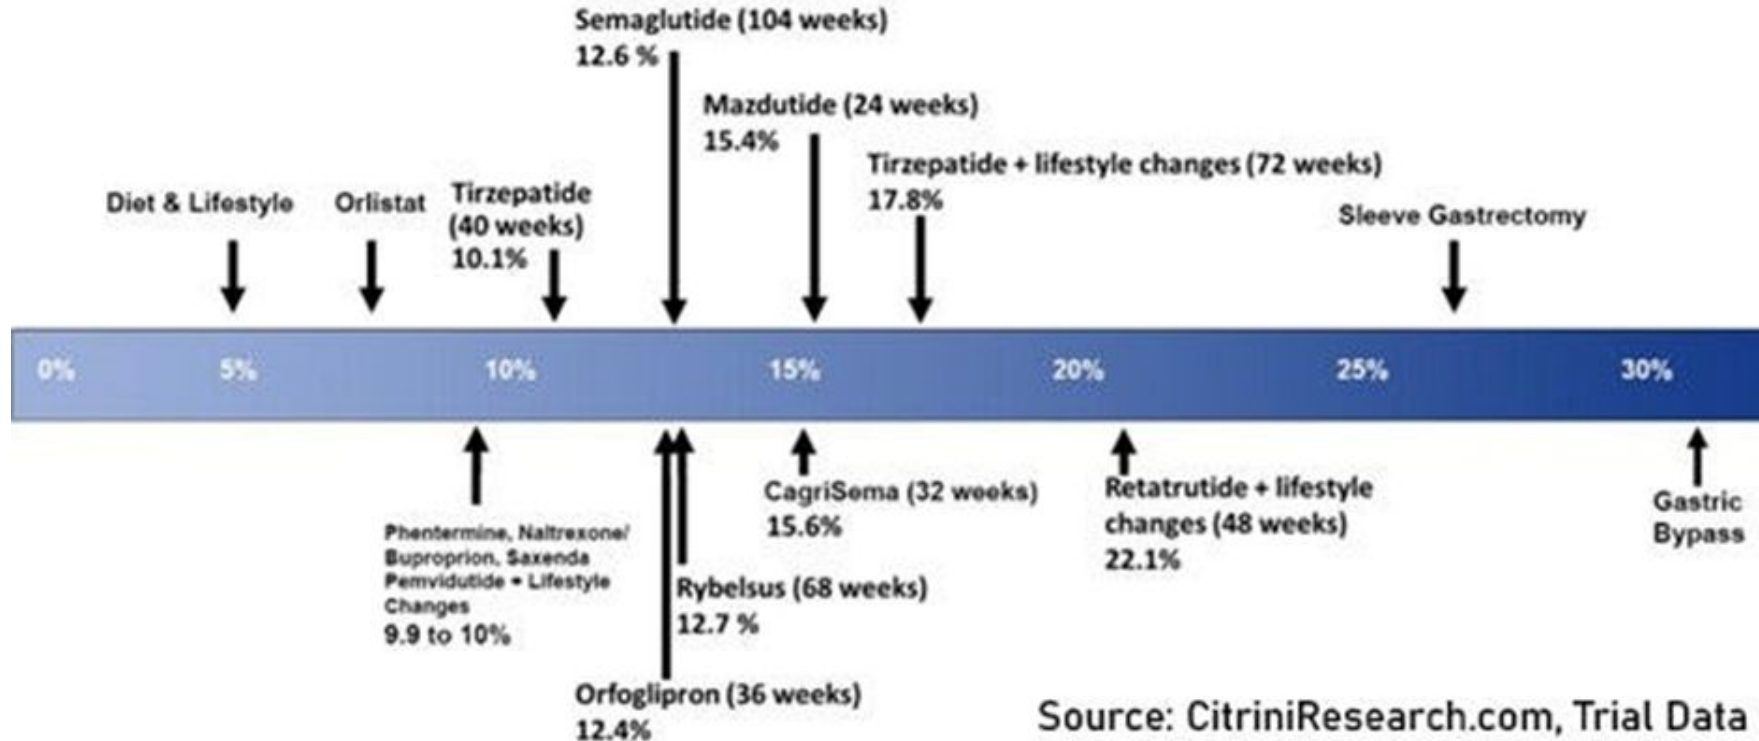 Semaglutide (104 weeks)
12.6 %
Mazdutide (24 weeks)
15.4%
Tirzepatide + lifestyle changes (72 weeks)
17.8%
Diet & Lifestyle
Orlistat
Tirzepatide
(40 weeks)
10.1%
Sleeve Gastrectomy
0%
5%
10%
15%
20%
25%
30%
Phentermine, Naltrexone/
Buproprion, Saxenda
Pemvidutide + Lifestyle
Changes
9.9 to 10%
CagriSema (32 weeks)
15.6%
Retatrutide + lifestyle
changes (48 weeks)
22.1%
Gastric
Bypass
Rybelsus (68 weeks)
12.7 %
Orfoglipron (36 weeks)
12.4%
Source: CitriniResearch.com, Trial Data